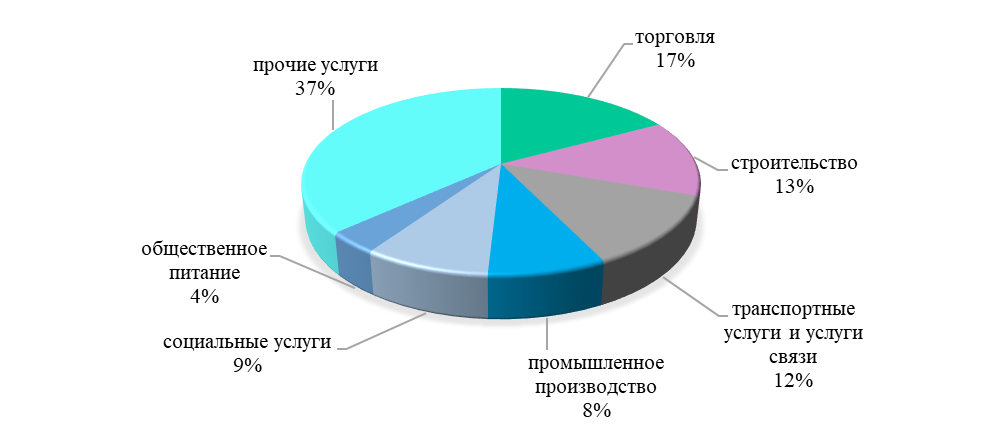 торговля
17%
прочие услуги
37%
строительство
13%
общественное
питание
4%
транспортные
услуги и услуги
связи
12%
социальные услуги
9%
промышленное
производство
8%